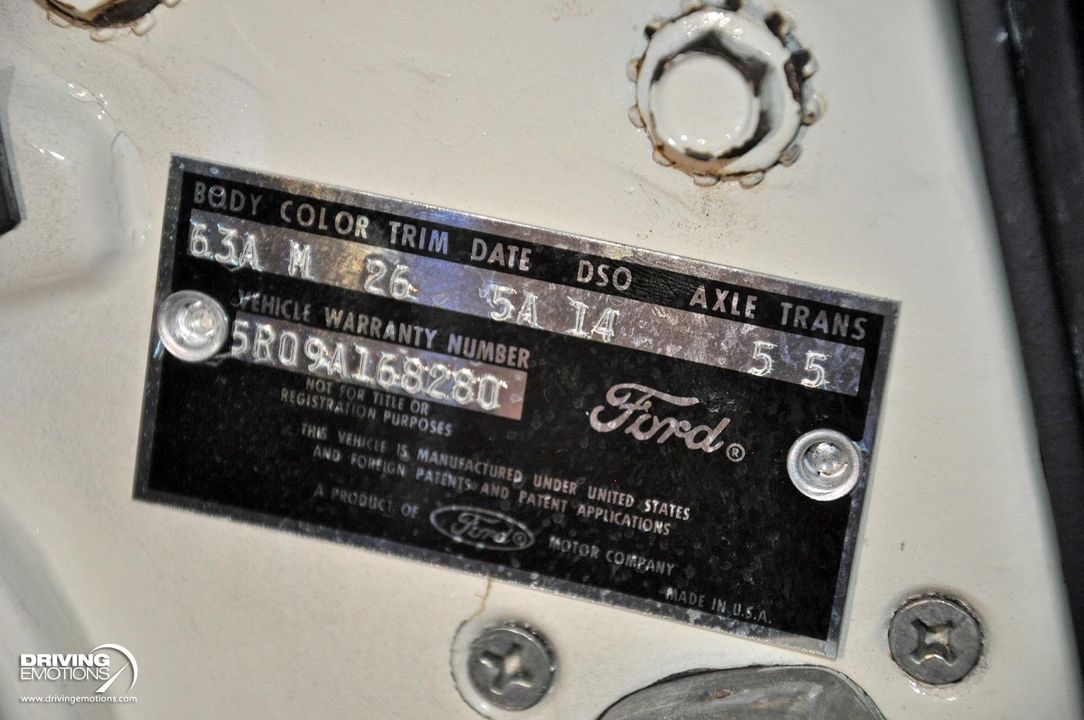 BODY COLOR TRIM DATE DSO AXLE TRANS
63A M 26 5A 14 5 5
VEHICLE WARRANTY NUMBER
5R09A168280
NOT FOR TITLE OR
REGISTRATION PURPOSES
Ford®
THIS VEHICLE IS MANUFACTURED UNDER UNITED STATES
AND FOREIGN PATENTS AND PATENT APPLICATIONS
A PRODUCT OF Ford® MOTOR COMPANY
MADE IN U.S.A.
DRIVING
EMOTIONS
www.drivingemotions.com